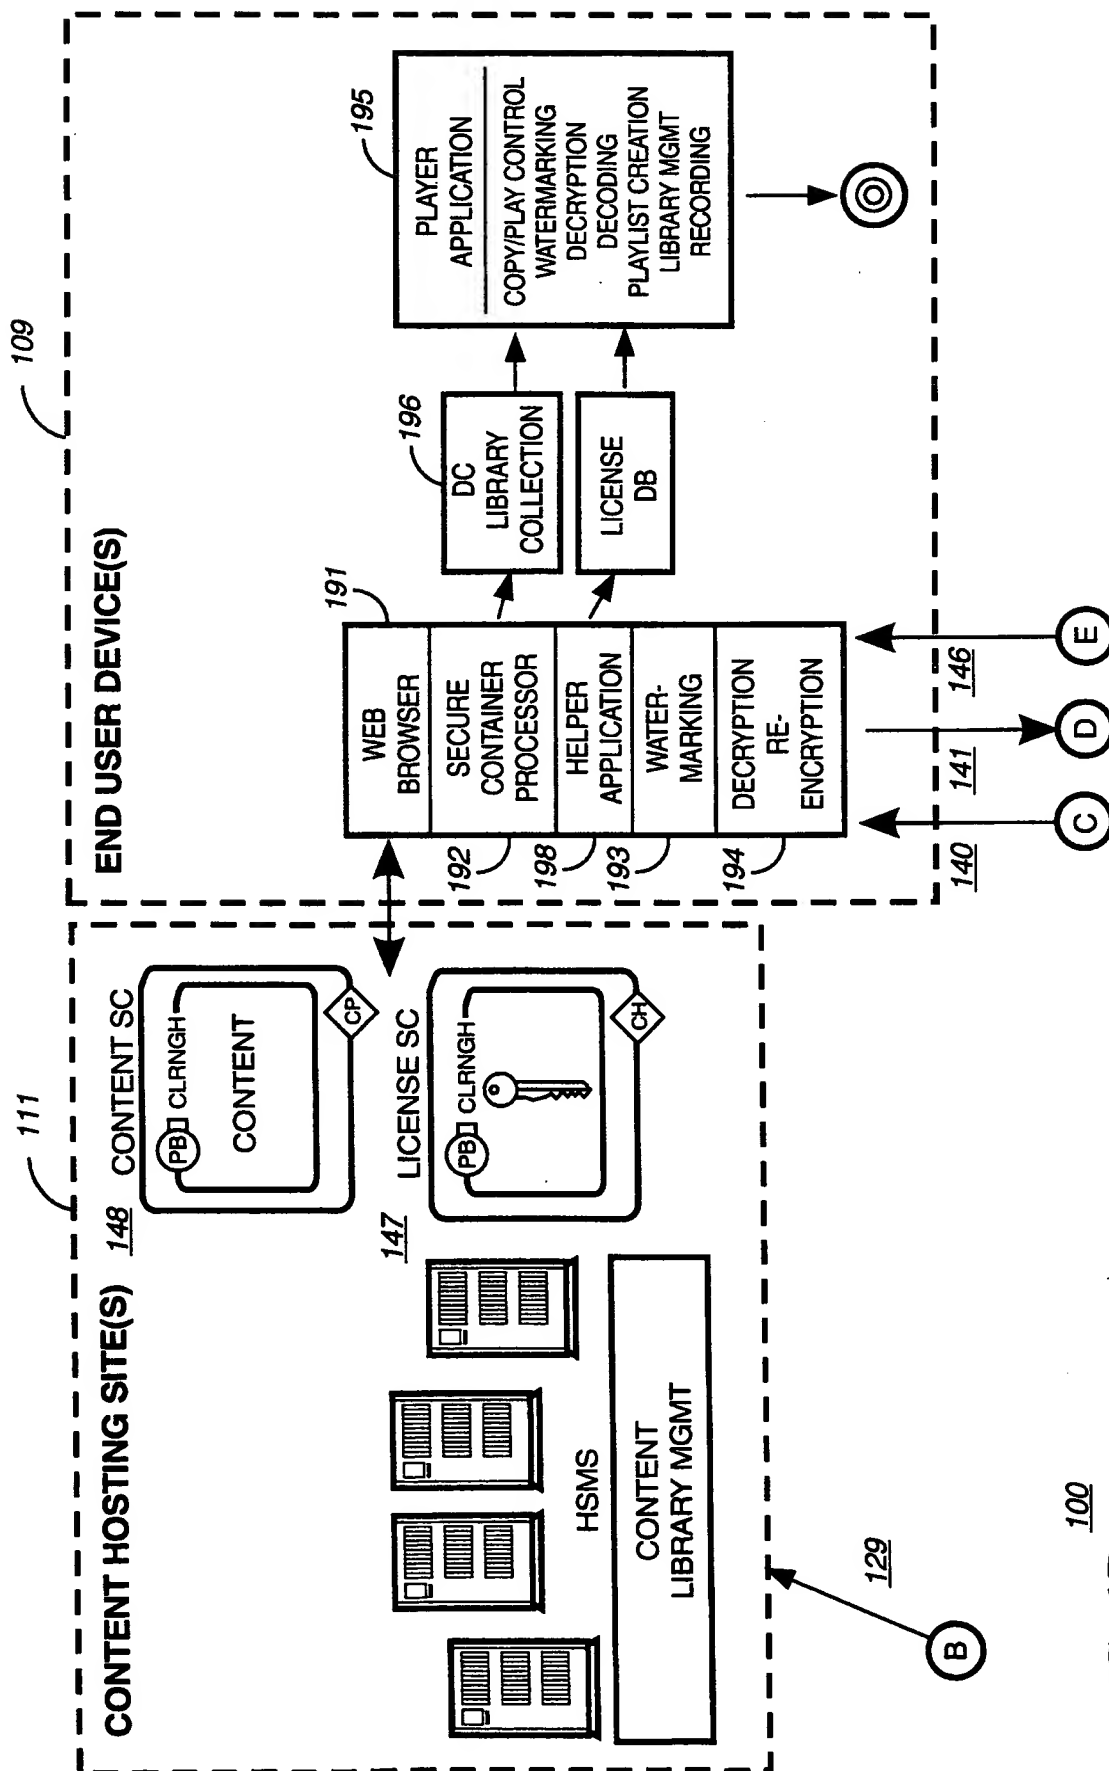 109
END USER DEVICE(S)
195
PLAYER
APPLICATION
COPY/PLAY CONTROL
WATERMARKING
DECRYPTION
DECODING
PLAYLIST CREATION
LIBRARY MGMT
RECORDING
196
DC
LIBRARY
COLLECTION
LICENSE
DB
191
WEB
BROWSER
SECURE
CONTAINER
PROCESSOR
HELPER
APPLICATION
WATER-
MARKING
DECRYPTION
RE-
ENCRYPTION
192
198
193
194
140
141
146
C
D
E
111
CONTENT HOSTING SITE(S)
148
CONTENT SC
PB
CLRNGH
CONTENT
CP
147
LICENSE SC
PB
CLRNGH
CH
HSMS
CONTENT
LIBRARY MGMT
129
B
100